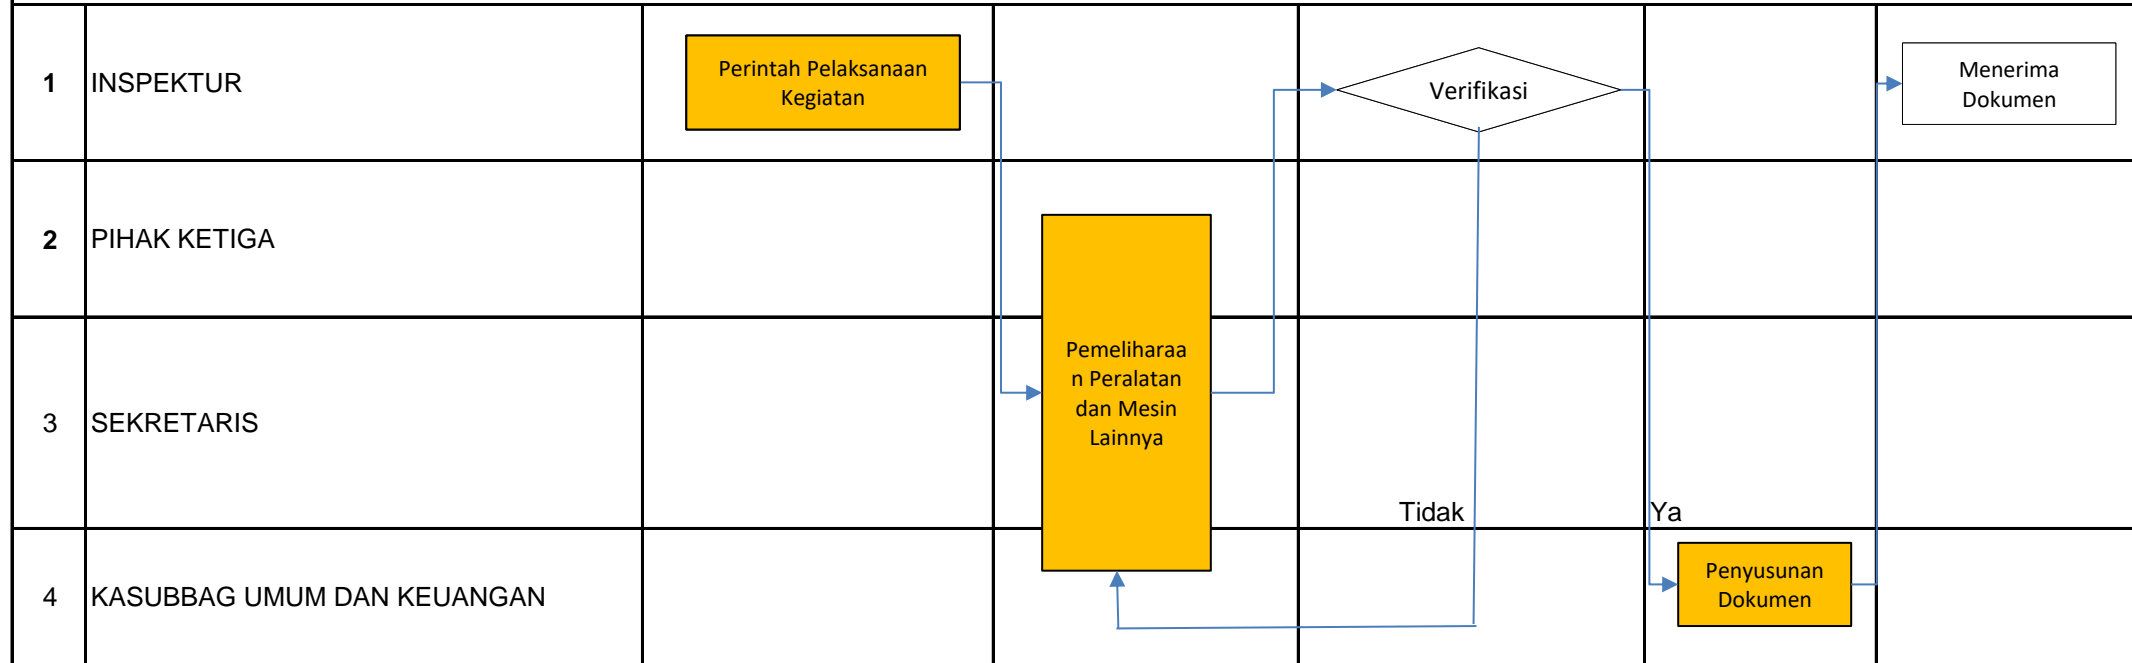 1
INSPEKTUR
Perintah Pelaksanaan
Kegiatan
Verifikasi
Menerima
Dokumen
2
PIHAK KETIGA
Pemeliharaa
n Peralatan
dan Mesin
Lainnya
3
SEKRETARIS
Tidak
Ya
4
KASUBBAG UMUM DAN KEUANGAN
Penyusunan
Dokumen